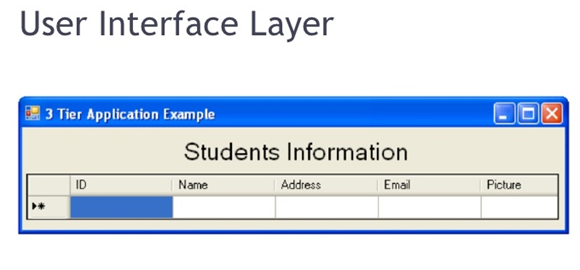 User Interface Layer
3 Tier Application Example
Students Information
ID Name Address Email Picture